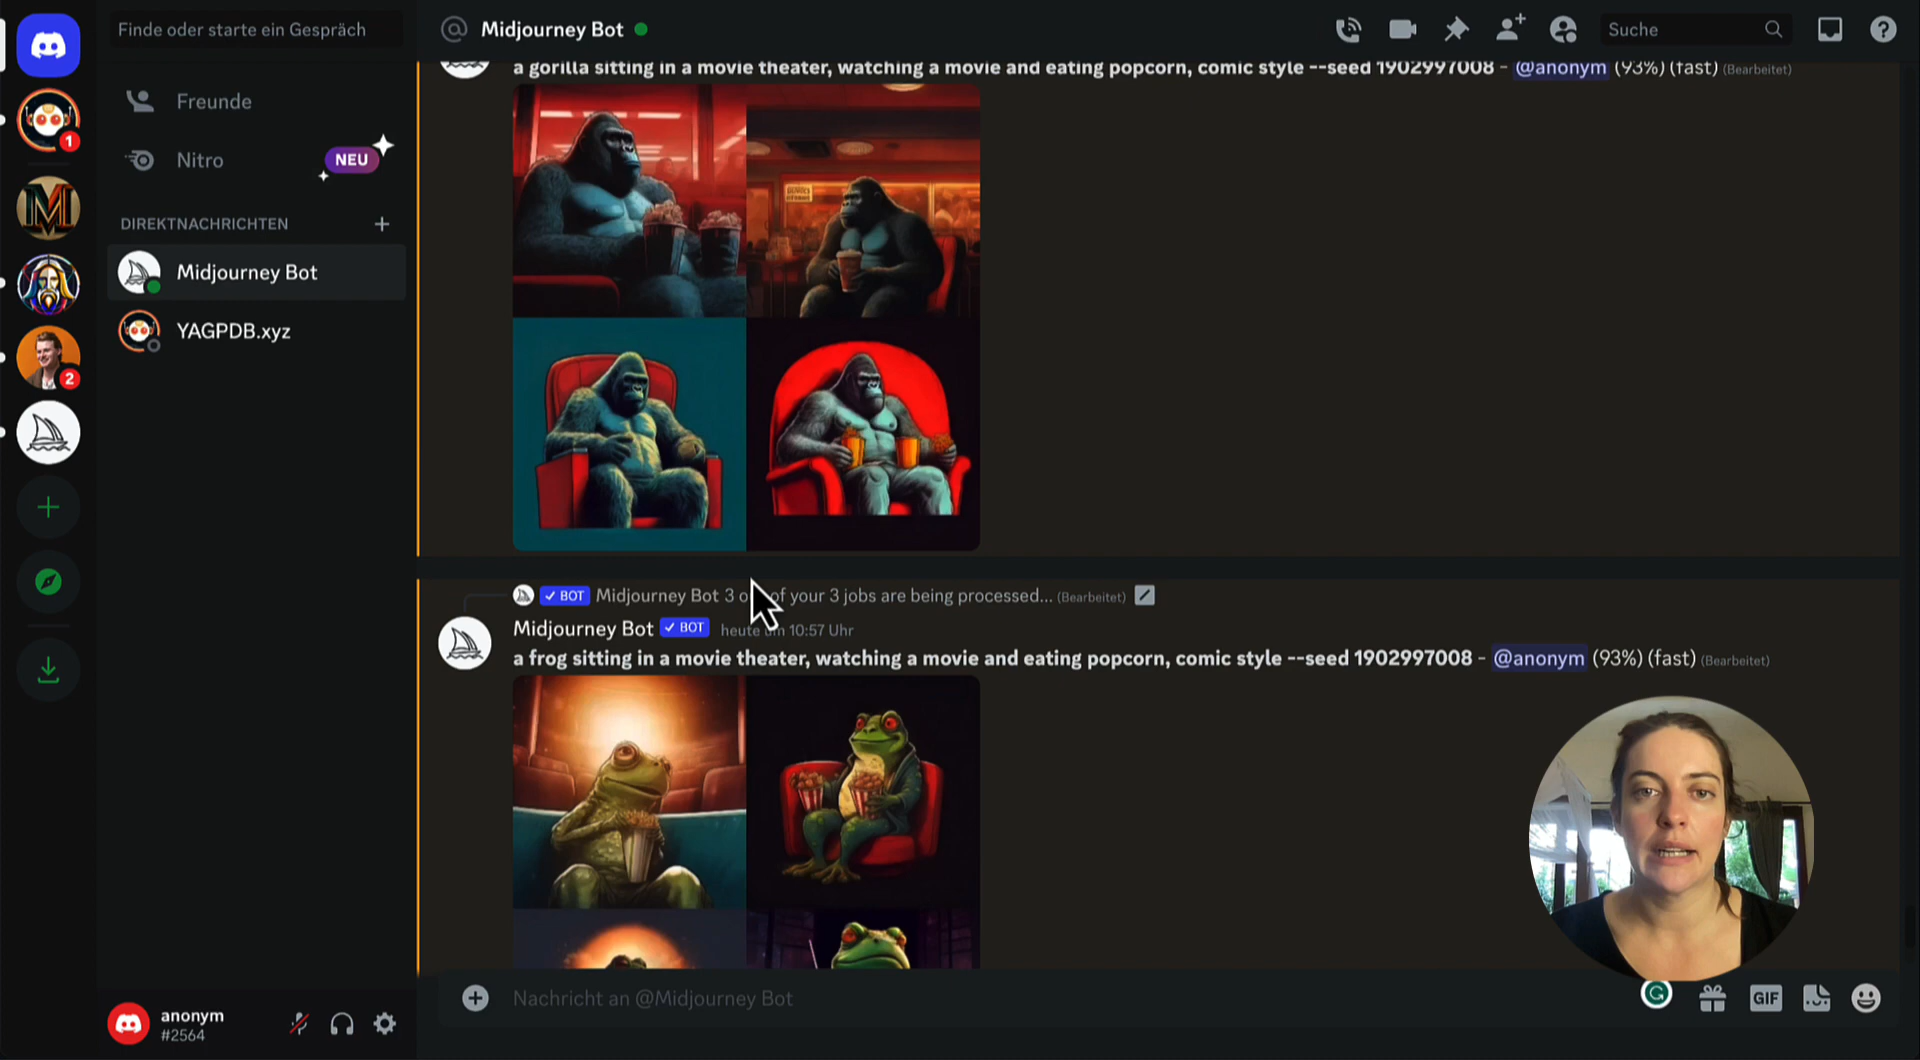 Finde oder starte ein Gespräch
Midjourney Bot
Suche
Freunde
Nitro
NEU
DIREKTNACHRICHTEN
Midjourney Bot
YAGPDB.xyz
1
2
a gorilla sitting in a movie theater, watching a movie and eating popcorn, comic style --seed 1902997008 - @anonym (93%) (fast) (Bearbeitet)
BOT Midjourney Bot 3 of your 3 jobs are being processed... (Bearbeitet)
Midjourney Bot BOT heute um 10:57 Uhr
a frog sitting in a movie theater, watching a movie and eating popcorn, comic style --seed 1902997008 - @anonym (93%) (fast) (Bearbeitet)
Nachricht an @Midjourney Bot
GIF
anonym
#2564